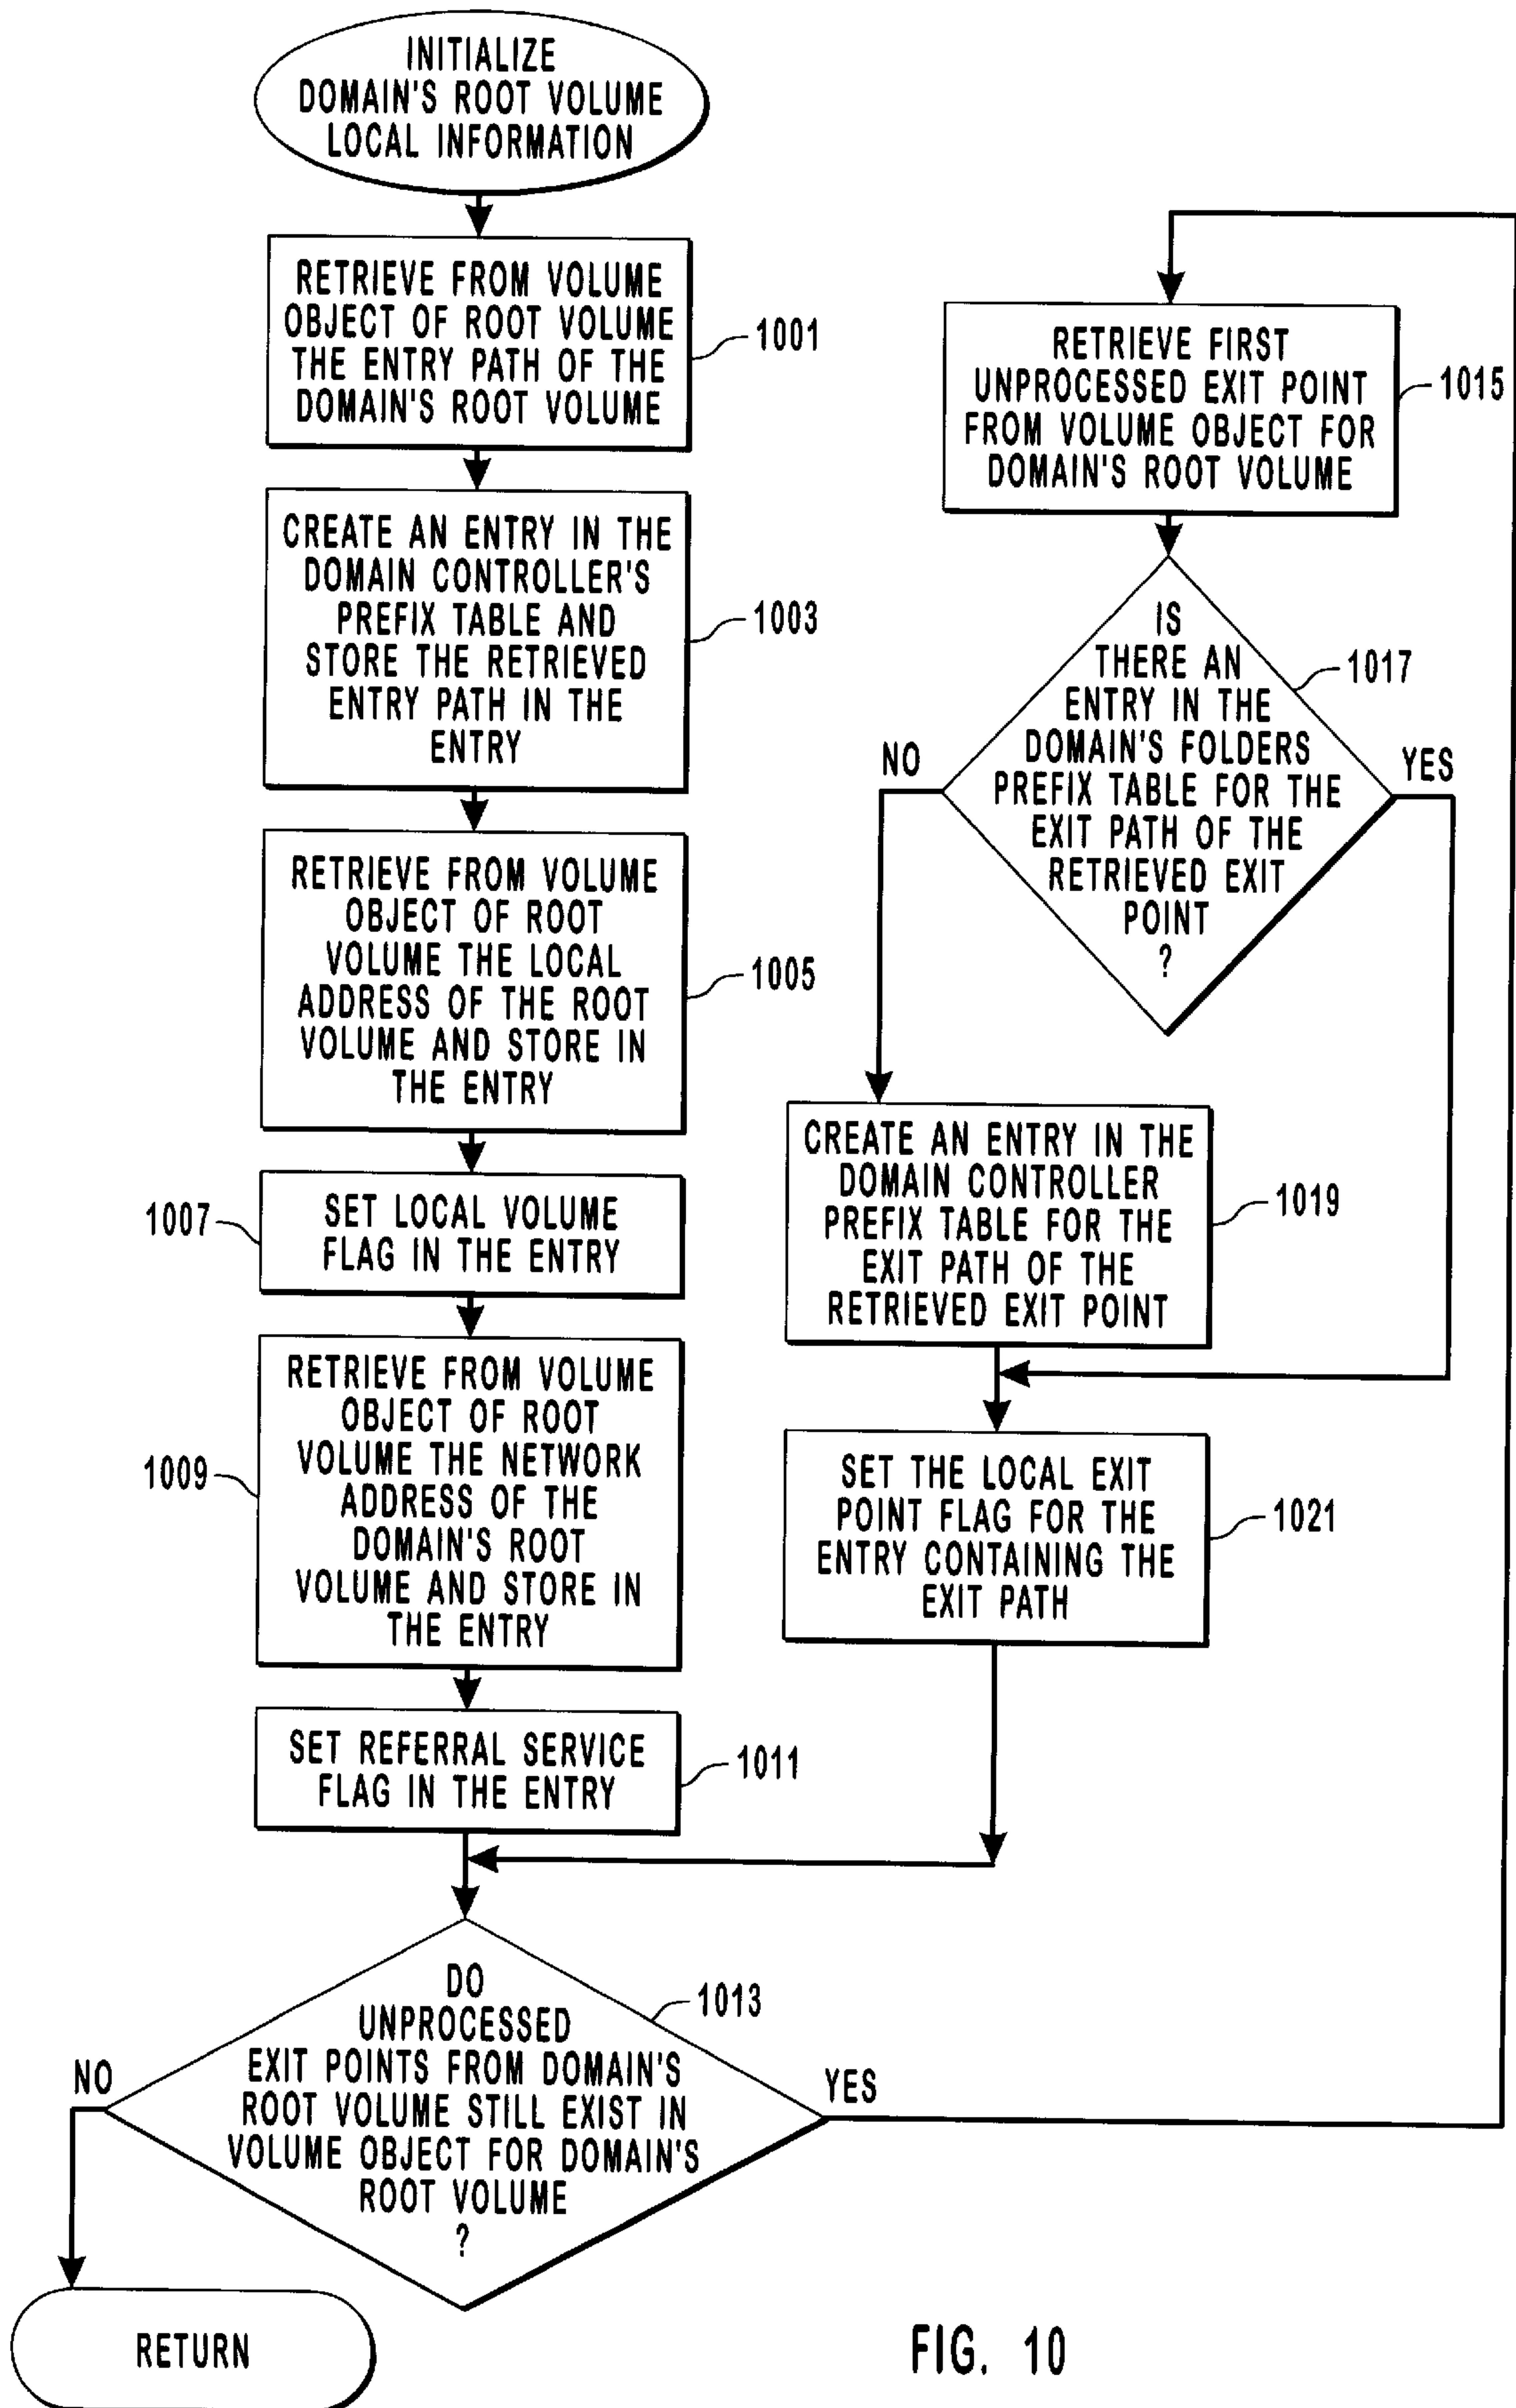 INITIALIZE
DOMAIN'S ROOT VOLUME
LOCAL INFORMATION
RETRIEVE FROM VOLUME
OBJECT OF ROOT VOLUME
THE ENTRY PATH OF THE
DOMAIN'S ROOT VOLUME
1001
CREATE AN ENTRY IN THE
DOMAIN CONTROLLER'S
PREFIX TABLE AND
STORE THE RETRIEVED
ENTRY PATH IN THE
ENTRY
1003
RETRIEVE FROM VOLUME
OBJECT OF ROOT
VOLUME THE LOCAL
ADDRESS OF THE ROOT
VOLUME AND STORE IN
THE ENTRY
1005
1007
SET LOCAL VOLUME
FLAG IN THE ENTRY
1009
RETRIEVE FROM VOLUME
OBJECT OF ROOT
VOLUME THE NETWORK
ADDRESS OF THE
DOMAIN'S ROOT
VOLUME AND STORE IN
THE ENTRY
SET REFERRAL SERVICE
FLAG IN THE ENTRY
1011
DO
UNPROCESSED
EXIT POINTS FROM DOMAIN'S
ROOT VOLUME STILL EXIST IN
VOLUME OBJECT FOR DOMAIN'S
ROOT VOLUME
?
1013
NO
YES
RETURN
RETRIEVE FIRST
UNPROCESSED EXIT POINT
FROM VOLUME OBJECT FOR
DOMAIN'S ROOT VOLUME
1015
IS
THERE AN
ENTRY IN THE
DOMAIN'S FOLDERS
PREFIX TABLE FOR THE
EXIT PATH OF THE
RETRIEVED EXIT
POINT
?
1017
NO
YES
CREATE AN ENTRY IN THE
DOMAIN CONTROLLER
PREFIX TABLE FOR THE
EXIT PATH OF THE
RETRIEVED EXIT POINT
1019
SET THE LOCAL EXIT
POINT FLAG FOR THE
ENTRY CONTAINING THE
EXIT PATH
1021
FIG. 10